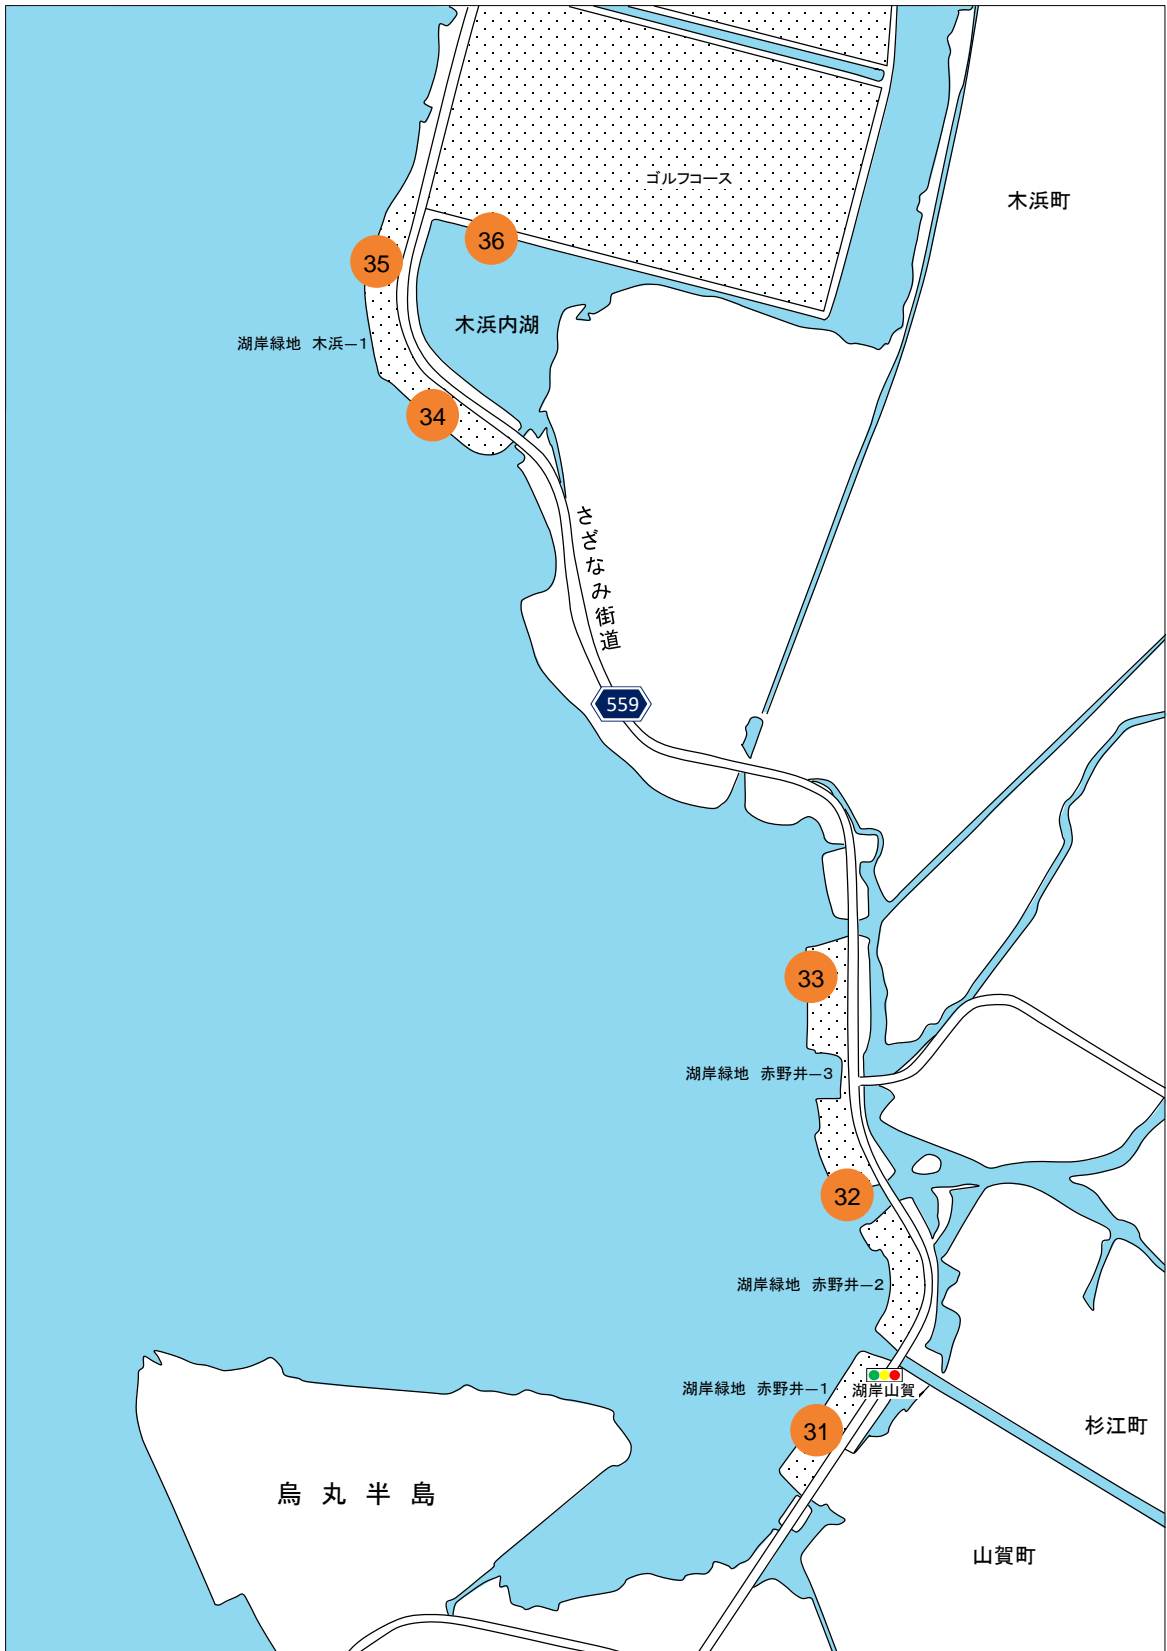 ゴルフコース
木浜町
36
35
木浜内湖
湖岸緑地 木浜―1
34
さざなみ街道
559
33
湖岸緑地 赤野井―3
32
湖岸緑地 赤野井―2
湖岸緑地 赤野井―1
湖岸山賀
31
杉江町
烏丸半島
山賀町